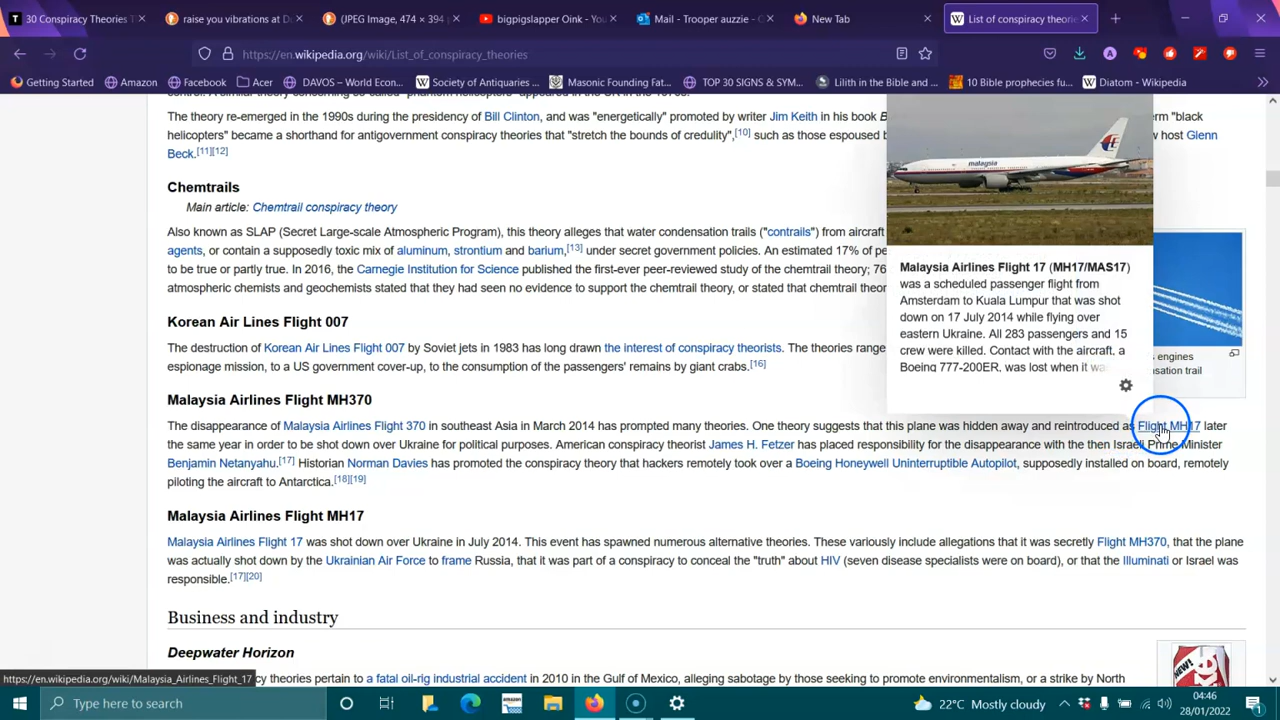 30 Conspiracy Theories T
raise you vibrations at D
(JPEG Image, 474 × 394
bigpigslapper Oink - You
Mail - Trooper auzzie - O
New Tab
List of conspiracy theorie
https://en.wikipedia.org/wiki/List_of_conspiracy_theories
Getting Started
Amazon
Facebook
Acer
DAVOS – World Econ...
Society of Antiquaries ...
Masonic Founding Fat...
TOP 30 SIGNS & SYM...
Lilith in the Bible and ...
10 Bible prophecies fu...
Diatom - Wikipedia
The theory re-emerged in the 1990s during the presidency of Bill Clinton, and was "energetically" promoted by writer Jim Keith in his book B
erm "black
helicopters" became a shorthand for antigovernment conspiracy theories that "stretch the bounds of credulity",[10] such as those espoused b
w host Glenn
Beck.[11][12]
Chemtrails
Main article: Chemtrail conspiracy theory
Also known as SLAP (Secret Large-scale Atmospheric Program), this theory alleges that water condensation trails ("contrails") from aircraf
agents, or contain a supposedly toxic mix of aluminum, strontium and barium,[13] under secret government policies. An estimated 17% of pe
to be true or partly true. In 2016, the Carnegie Institution for Science published the first-ever peer-reviewed study of the chemtrail theory; 76
atmospheric chemists and geochemists stated that they had seen no evidence to support the chemtrail theory, or stated that chemtrail
malaysia
Malaysia Airlines Flight 17 (MH17/MAS17)
was a scheduled passenger flight from
Amsterdam to Kuala Lumpur that was shot
down on 17 July 2014 while flying over
eastern Ukraine. All 283 passengers and 15
crew were killed. Contact with the aircraft, a
Boeing 777-200ER, was lost when it wa
s engines
nsation trail
Korean Air Lines Flight 007
The destruction of Korean Air Lines Flight 007 by Soviet jets in 1983 has long drawn the interest of conspiracy theorists. The theories range
espionage mission, to a US government cover-up, to the consumption of the passengers' remains by giant crabs.[16]
Malaysia Airlines Flight MH370
The disappearance of Malaysia Airlines Flight 370 in southeast Asia in March 2014 has prompted many theories. One theory suggests that this plane was hidden away and reintroduced as Flight MH17 later
the same year in order to be shot down over Ukraine for political purposes. American conspiracy theorist James H. Fetzer has placed responsibility for the disappearance with the then Israeli Prime Minister
Benjamin Netanyahu.[17] Historian Norman Davies has promoted the conspiracy theory that hackers remotely took over a Boeing Honeywell Uninterruptible Autopilot, supposedly installed on board, remotely
piloting the aircraft to Antarctica.[18][19]
Malaysia Airlines Flight MH17
Malaysia Airlines Flight 17 was shot down over Ukraine in July 2014. This event has spawned numerous alternative theories. These variously include allegations that it was secretly Flight MH370, that the plane
was actually shot down by the Ukrainian Air Force to frame Russia, that it was part of a conspiracy to conceal the "truth" about HIV (seven disease specialists were on board), or that the Illuminati or Israel was
responsible.[17][20]
Business and industry
Deepwater Horizon
cy theories pertain to a fatal oil-rig industrial accident in 2010 in the Gulf of Mexico, alleging sabotage by those seeking to promote environmentalism, or a strike by North
NEW!
https://en.wikipedia.org/wiki/Malaysia_Airlines_Flight_17
Type here to search
amazon
22°C Mostly cloudy
04:46
28/01/2022
1